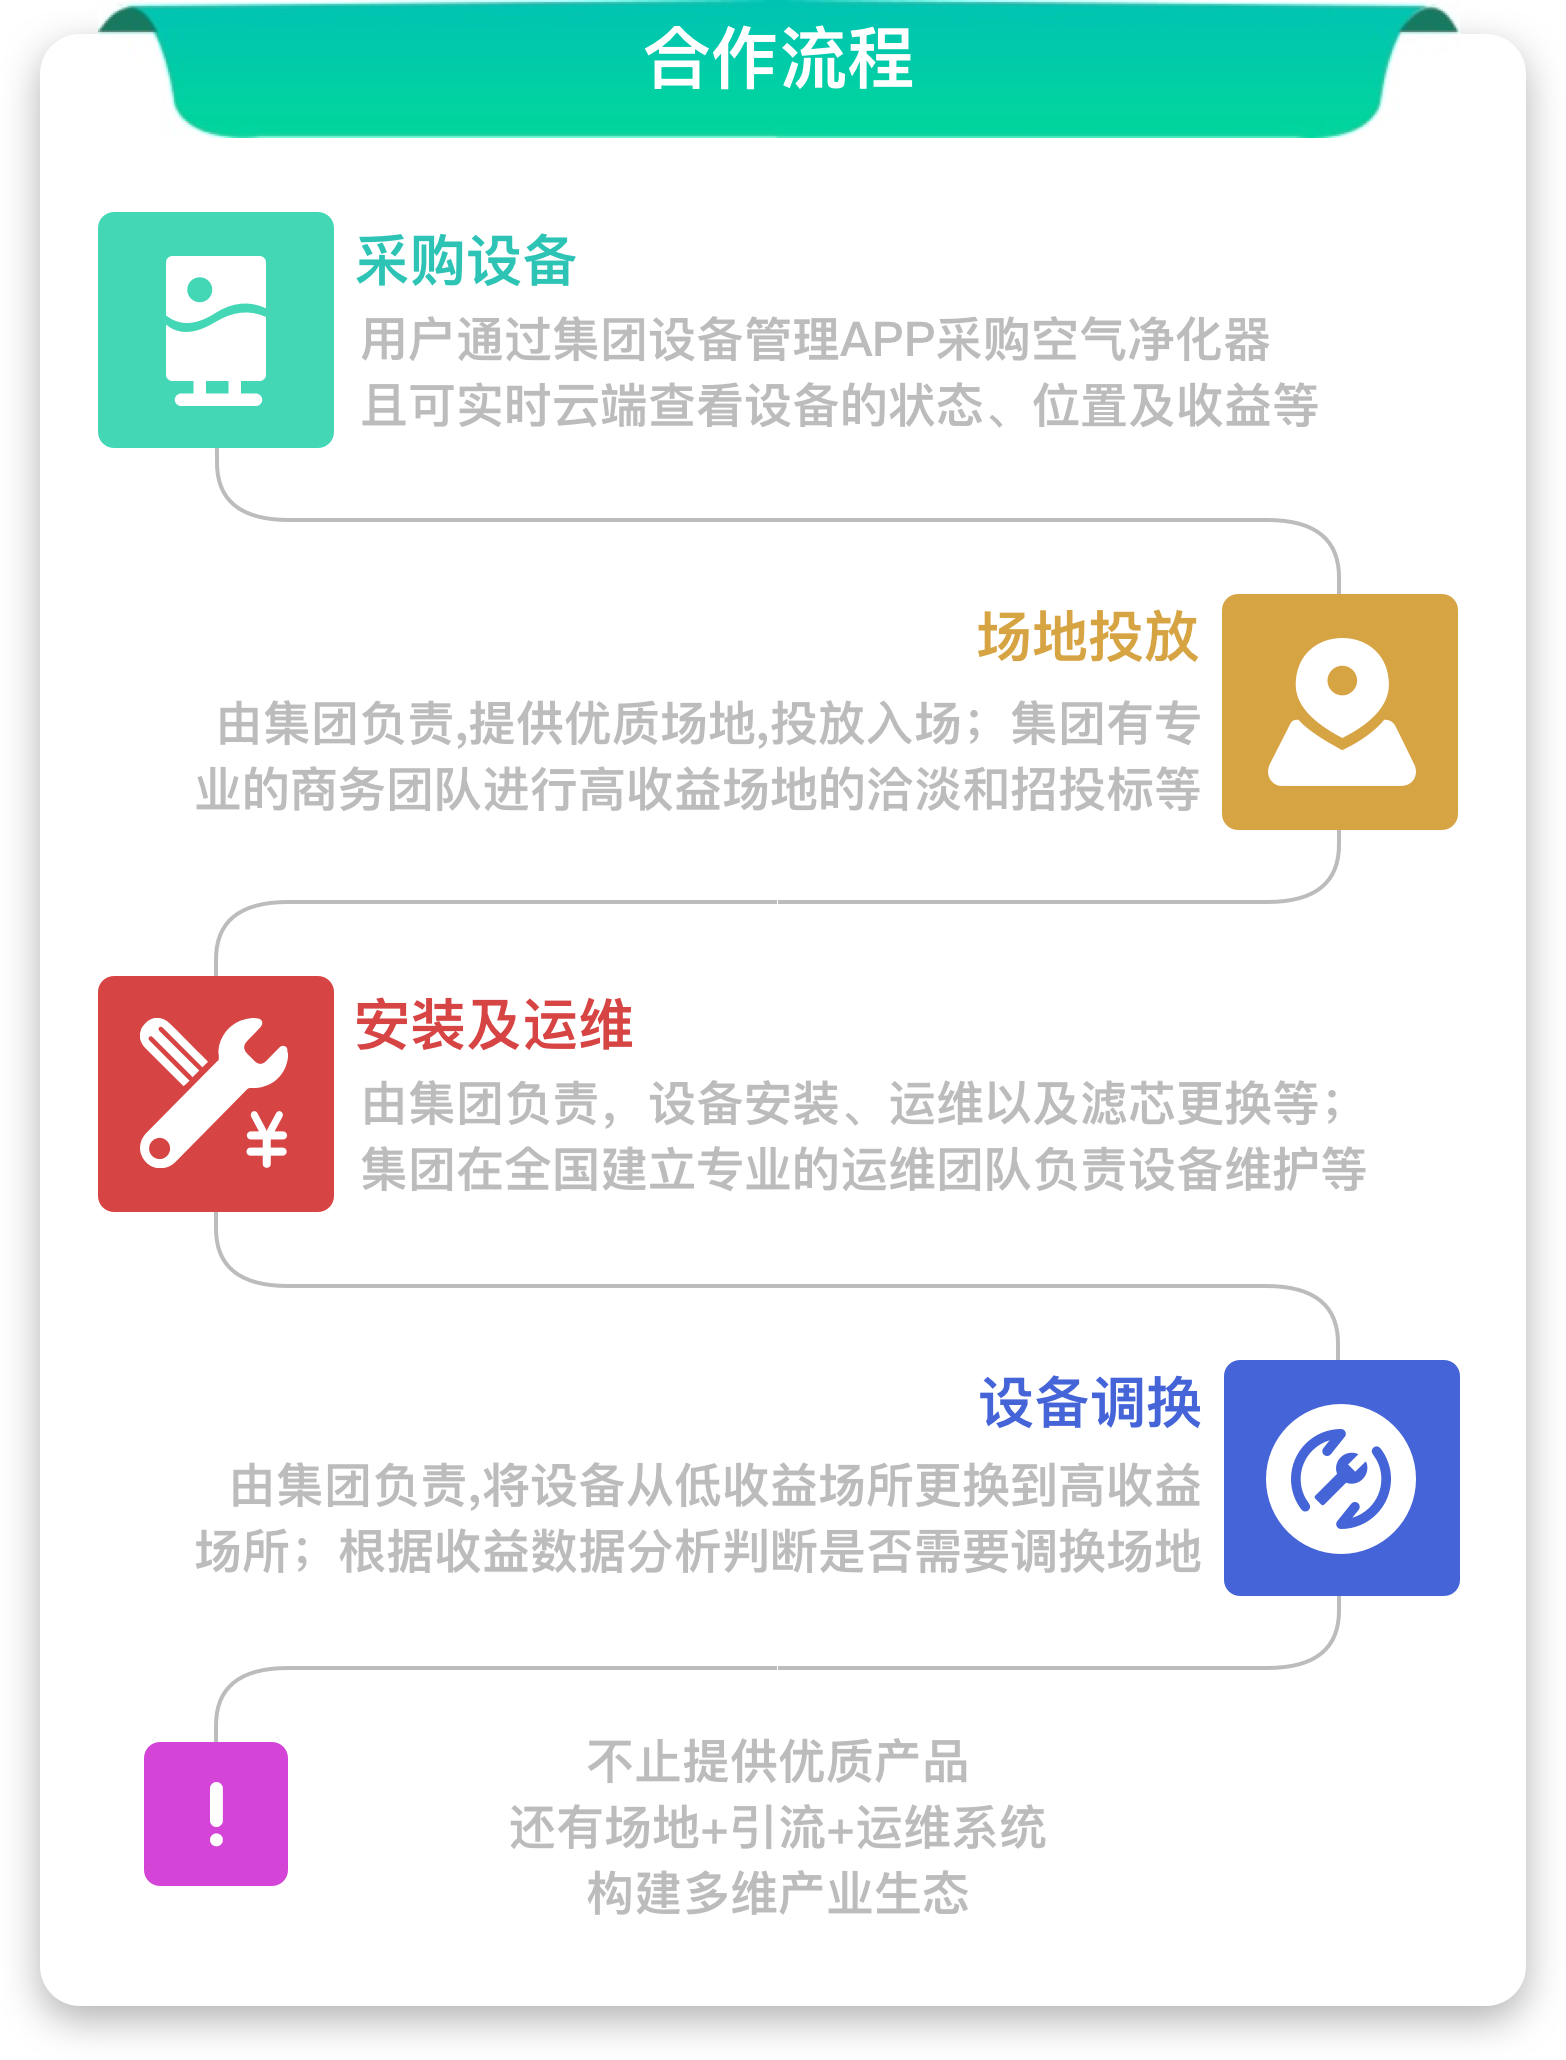 合作流程
采购设备
用户通过集团设备管理APP采购空气净化器
且可实时云端查看设备的状态、位置及收益等
场地投放
由集团负责,提供优质场地,投放入场；集团有专
业的商务团队进行高收益场地的洽淡和招投标等
安装及运维
由集团负责，设备安装、运维以及滤芯更换等；
集团在全国建立专业的运维团队负责设备维护等
¥
设备调换
由集团负责,将设备从低收益场所更换到高收益
场所；根据收益数据分析判断是否需要调换场地
!
不止提供优质产品
还有场地+引流+运维系统
构建多维产业生态